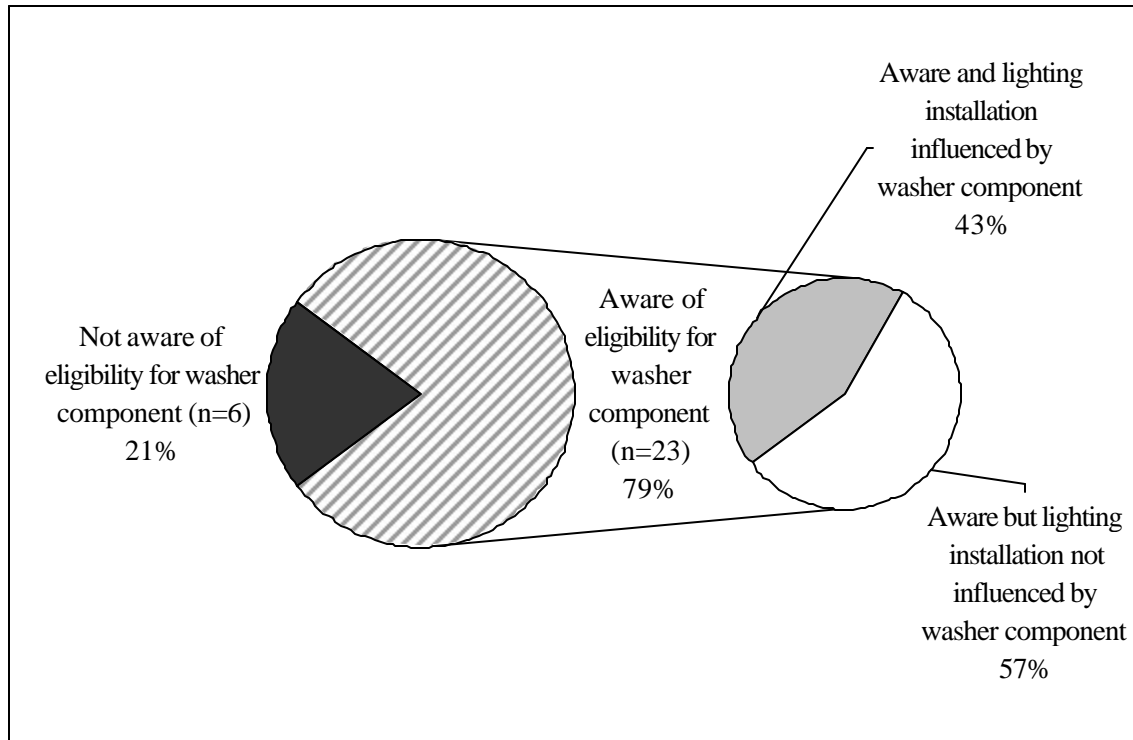 Aware and lighting
installation
influenced by
washer component
43%
Not aware of
eligibility for washer
component (n=6)
21%
Aware of
eligibility for
washer
component
(n=23)
79%
Aware but lighting
installation not
influenced by
washer component
57%